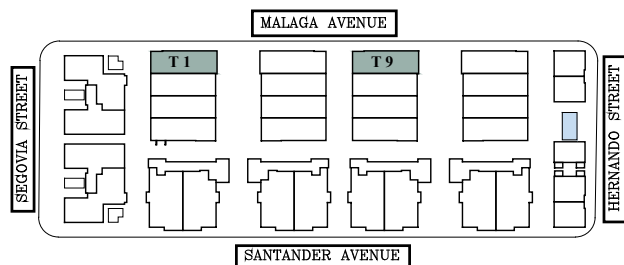 MALAGA AVENUE
T 1
T 9
SEGOVIA STREET
HERNANDO STREET
SANTANDER AVENUE